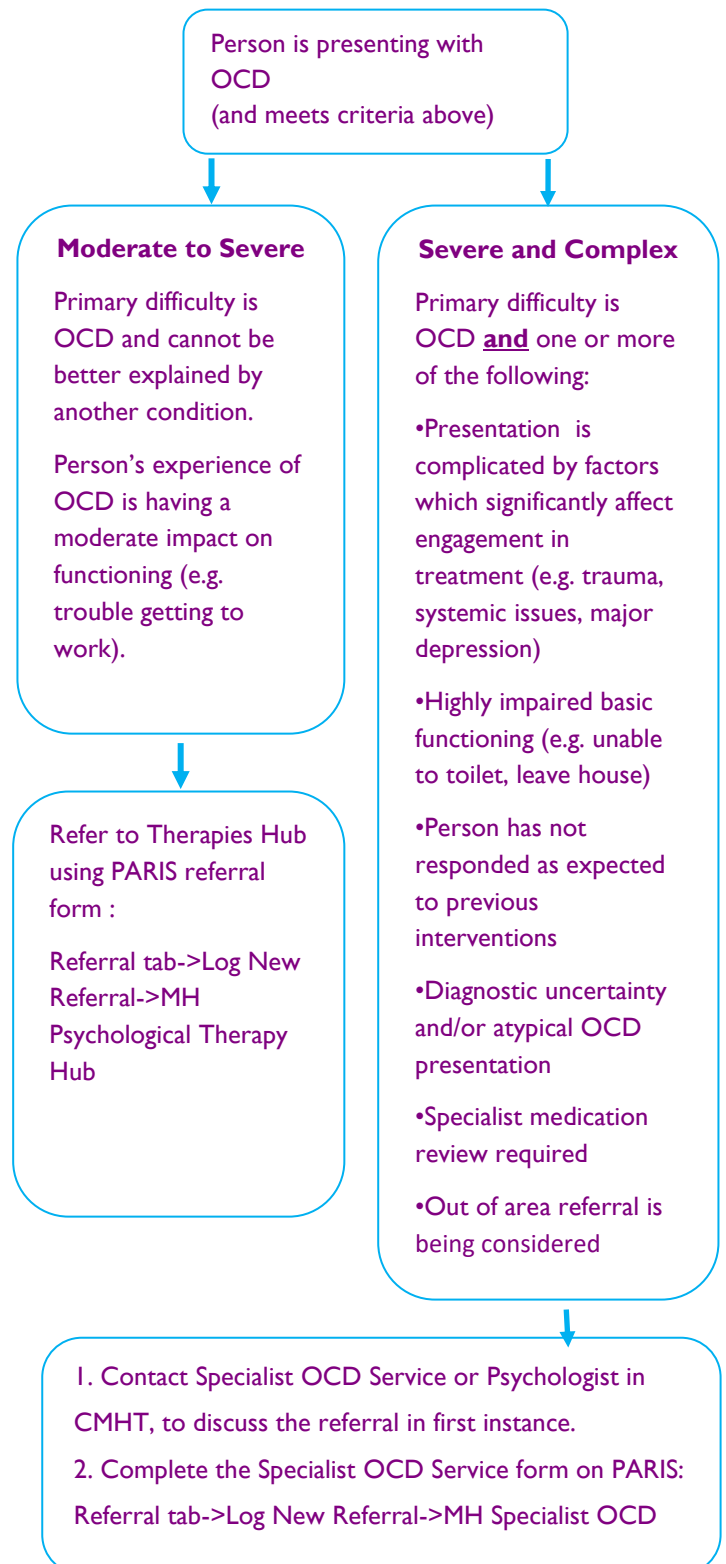 Person is presenting with
OCD
(and meets criteria above)
Moderate to Severe
Primary difficulty is
OCD and cannot be
better explained by
another condition.
Person’s experience of
OCD is having a
moderate impact on
functioning (e.g.
trouble getting to
work).
Refer to Therapies Hub
using PARIS referral
form :
Referral tab->Log New
Referral->MH
Psychological Therapy
Hub
Severe and Complex
Primary difficulty is
OCD and one or more
of the following:
•Presentation is
complicated by factors
which significantly affect
engagement in
treatment (e.g. trauma,
systemic issues, major
depression)
•Highly impaired basic
functioning (e.g. unable
to toilet, leave house)
•Person has not
responded as expected
to previous
interventions
•Diagnostic uncertainty
and/or atypical OCD
presentation
•Specialist medication
review required
•Out of area referral is
being considered
1. Contact Specialist OCD Service or Psychologist in
CMHT, to discuss the referral in first instance.
2. Complete the Specialist OCD Service form on PARIS:
Referral tab->Log New Referral->MH Specialist OCD